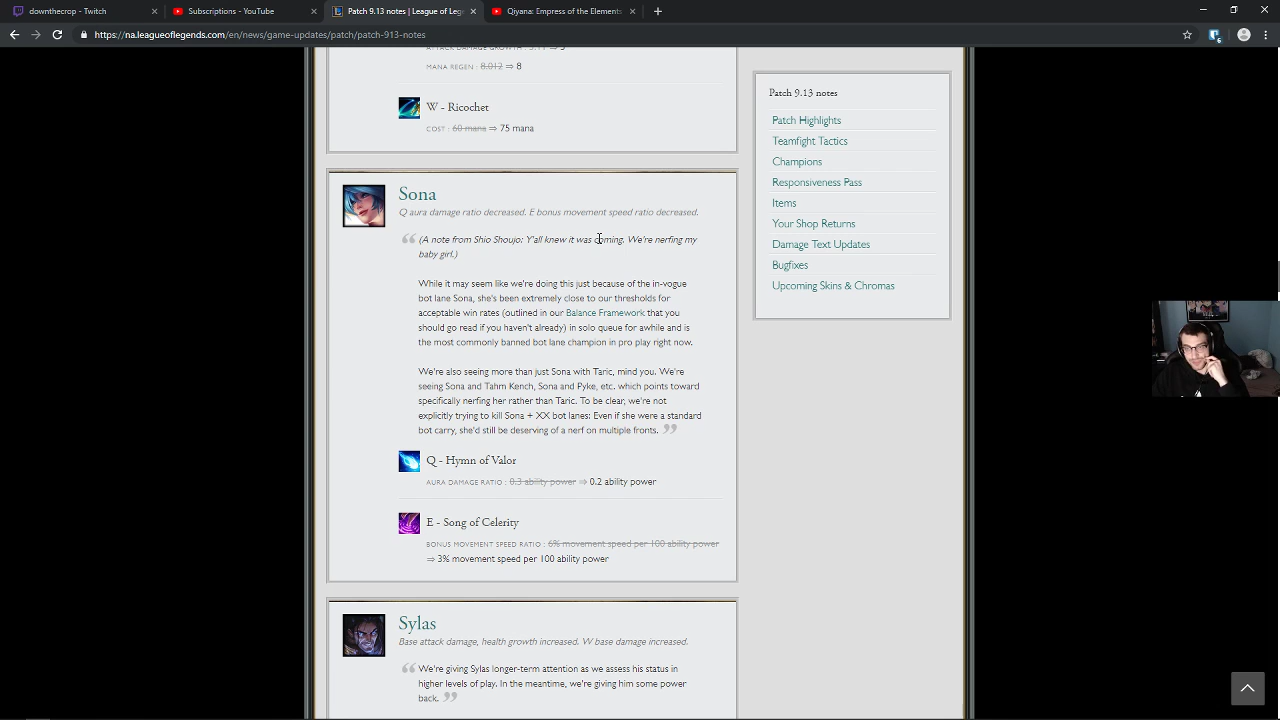 downthecrop - Twitch
Subscriptions - YouTube
Patch 9.13 notes | League of Leg
Qiyana: Empress of the Elements
https://na.leagueoflegends.com/en/news/game-updates/patch/patch-913-notes
MANA REGEN : 8.012 ⇒ 8
W - Ricochet
COST : 60 mana ⇒ 75 mana
Sona
Q aura damage ratio decreased. E bonus movement speed ratio decreased.
(A note from Shio Shoujo: Y'all knew it was coming. We're nerfing my
baby girl.)
While it may seem like we're doing this just because of the in-vogue
bot lane Sona, she's been extremely close to our thresholds for
acceptable win rates (outlined in our Balance Framework that you
should go read if you haven't already) in solo queue for awhile and is
the most commonly banned bot lane champion in pro play right now.
We're also seeing more than just Sona with Taric, mind you. We're
seeing Sona and Tahm Kench, Sona and Pyke, etc. which points toward
specifically nerfing her rather than Taric. To be clear, we're not
explicitly trying to kill Sona + XX bot lanes: Even if she were a standard
bot carry, she'd still be deserving of a nerf on multiple fronts.
Q - Hymn of Valor
AURA DAMAGE RATIO : 0.3 ability power ⇒ 0.2 ability power
E - Song of Celerity
BONUS MOVEMENT SPEED RATIO : 6% movement speed per 100 ability power
⇒ 3% movement speed per 100 ability power
Sylas
Base attack damage, health growth increased. W base damage increased.
We're giving Sylas longer-term attention as we assess his status in
higher levels of play. In the meantime, we're giving him some power
back.
Patch 9.13 notes
Patch Highlights
Teamfight Tactics
Champions
Responsiveness Pass
Items
Your Shop Returns
Damage Text Updates
Bugfixes
Upcoming Skins & Chromas